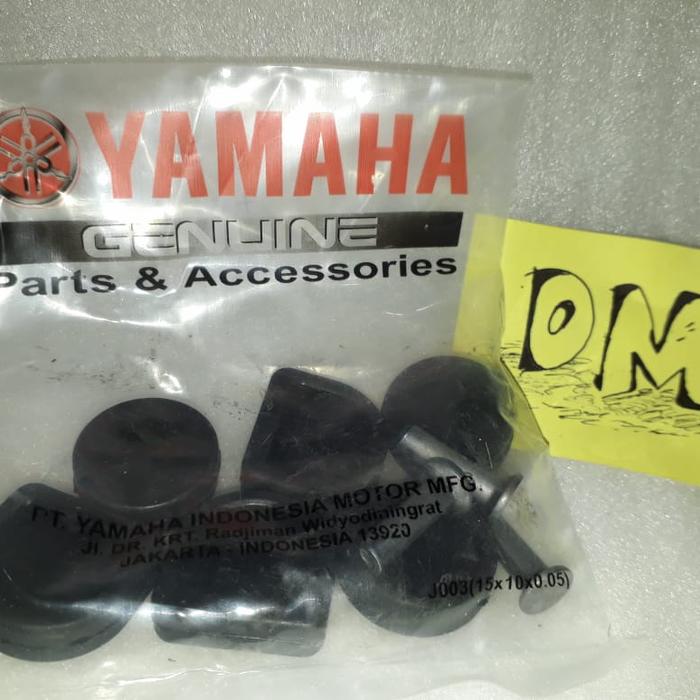 YAMAHA
GENUINE
Parts & Accessories
DM
PT. YAMAHA INDONESIA MOTOR MFG.
Jl. DR. KRT. Radjiman Widyodiningrat
JAKARTA - INDONESIA 13920
J003(15x10x0.05)